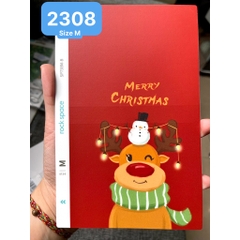 2308
Size M
MERRY
CHRISTMAS
rock space
M